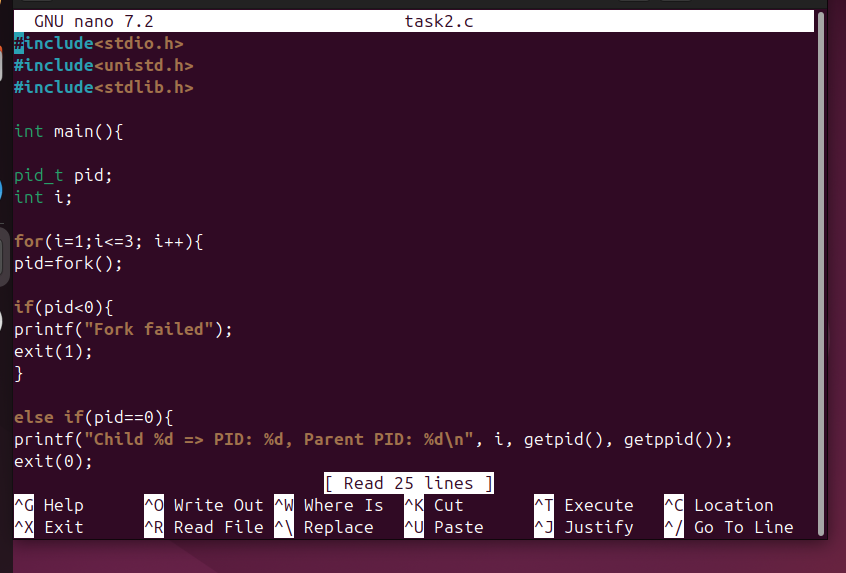 GNU nano 7.2 task2.c
#include<stdio.h>
#include<unistd.h>
#include<stdlib.h>
int main(){
pid_t pid;
int i;
for(i=1;i<=3; i++){
pid=fork();
if(pid<0){
printf("Fork failed");
exit(1);
}
else if(pid==0){
printf("Child %d => PID: %d, Parent PID: %d\n", i, getpid(), getppid());
exit(0);
[ Read 25 lines ]
^G Help ^O Write Out ^W Where Is ^K Cut ^T Execute ^C Location
^X Exit ^R Read File ^\ Replace ^U Paste ^J Justify ^/ Go To Line